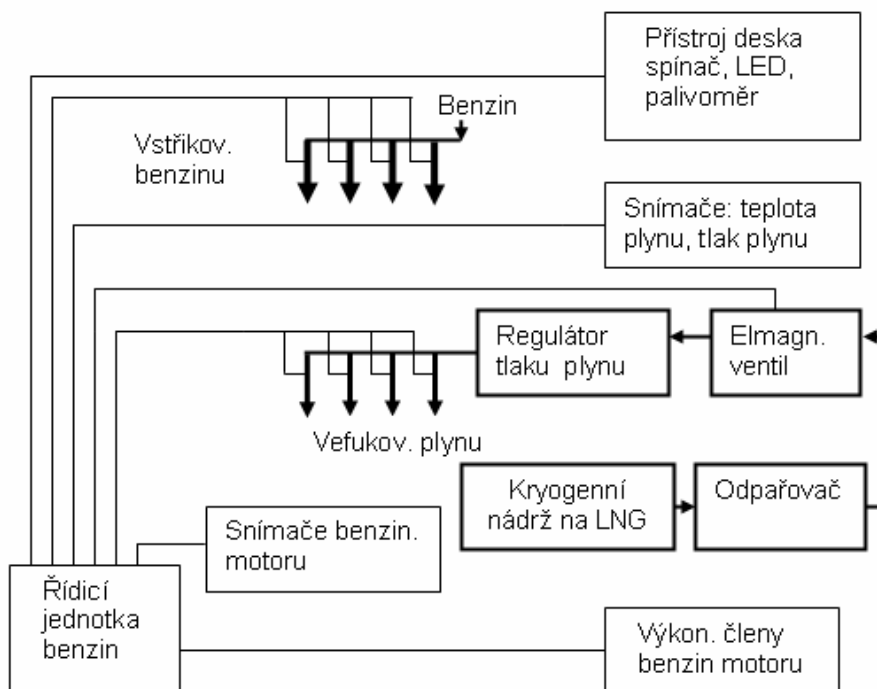 Přístroj deska
spínač, LED,
palivoměr
Benzin
Vstřikov.
benzinu
Snímače: teplota
plynu, tlak plynu
Regulátor
tlaku plynu
Elmagn.
ventil
Vefukov. plynu
Kryogenní
nádrž na LNG
Odpařovač
Snímače benzin.
motoru
Řídicí
jednotka
benzin
Výkon. členy
benzin motoru